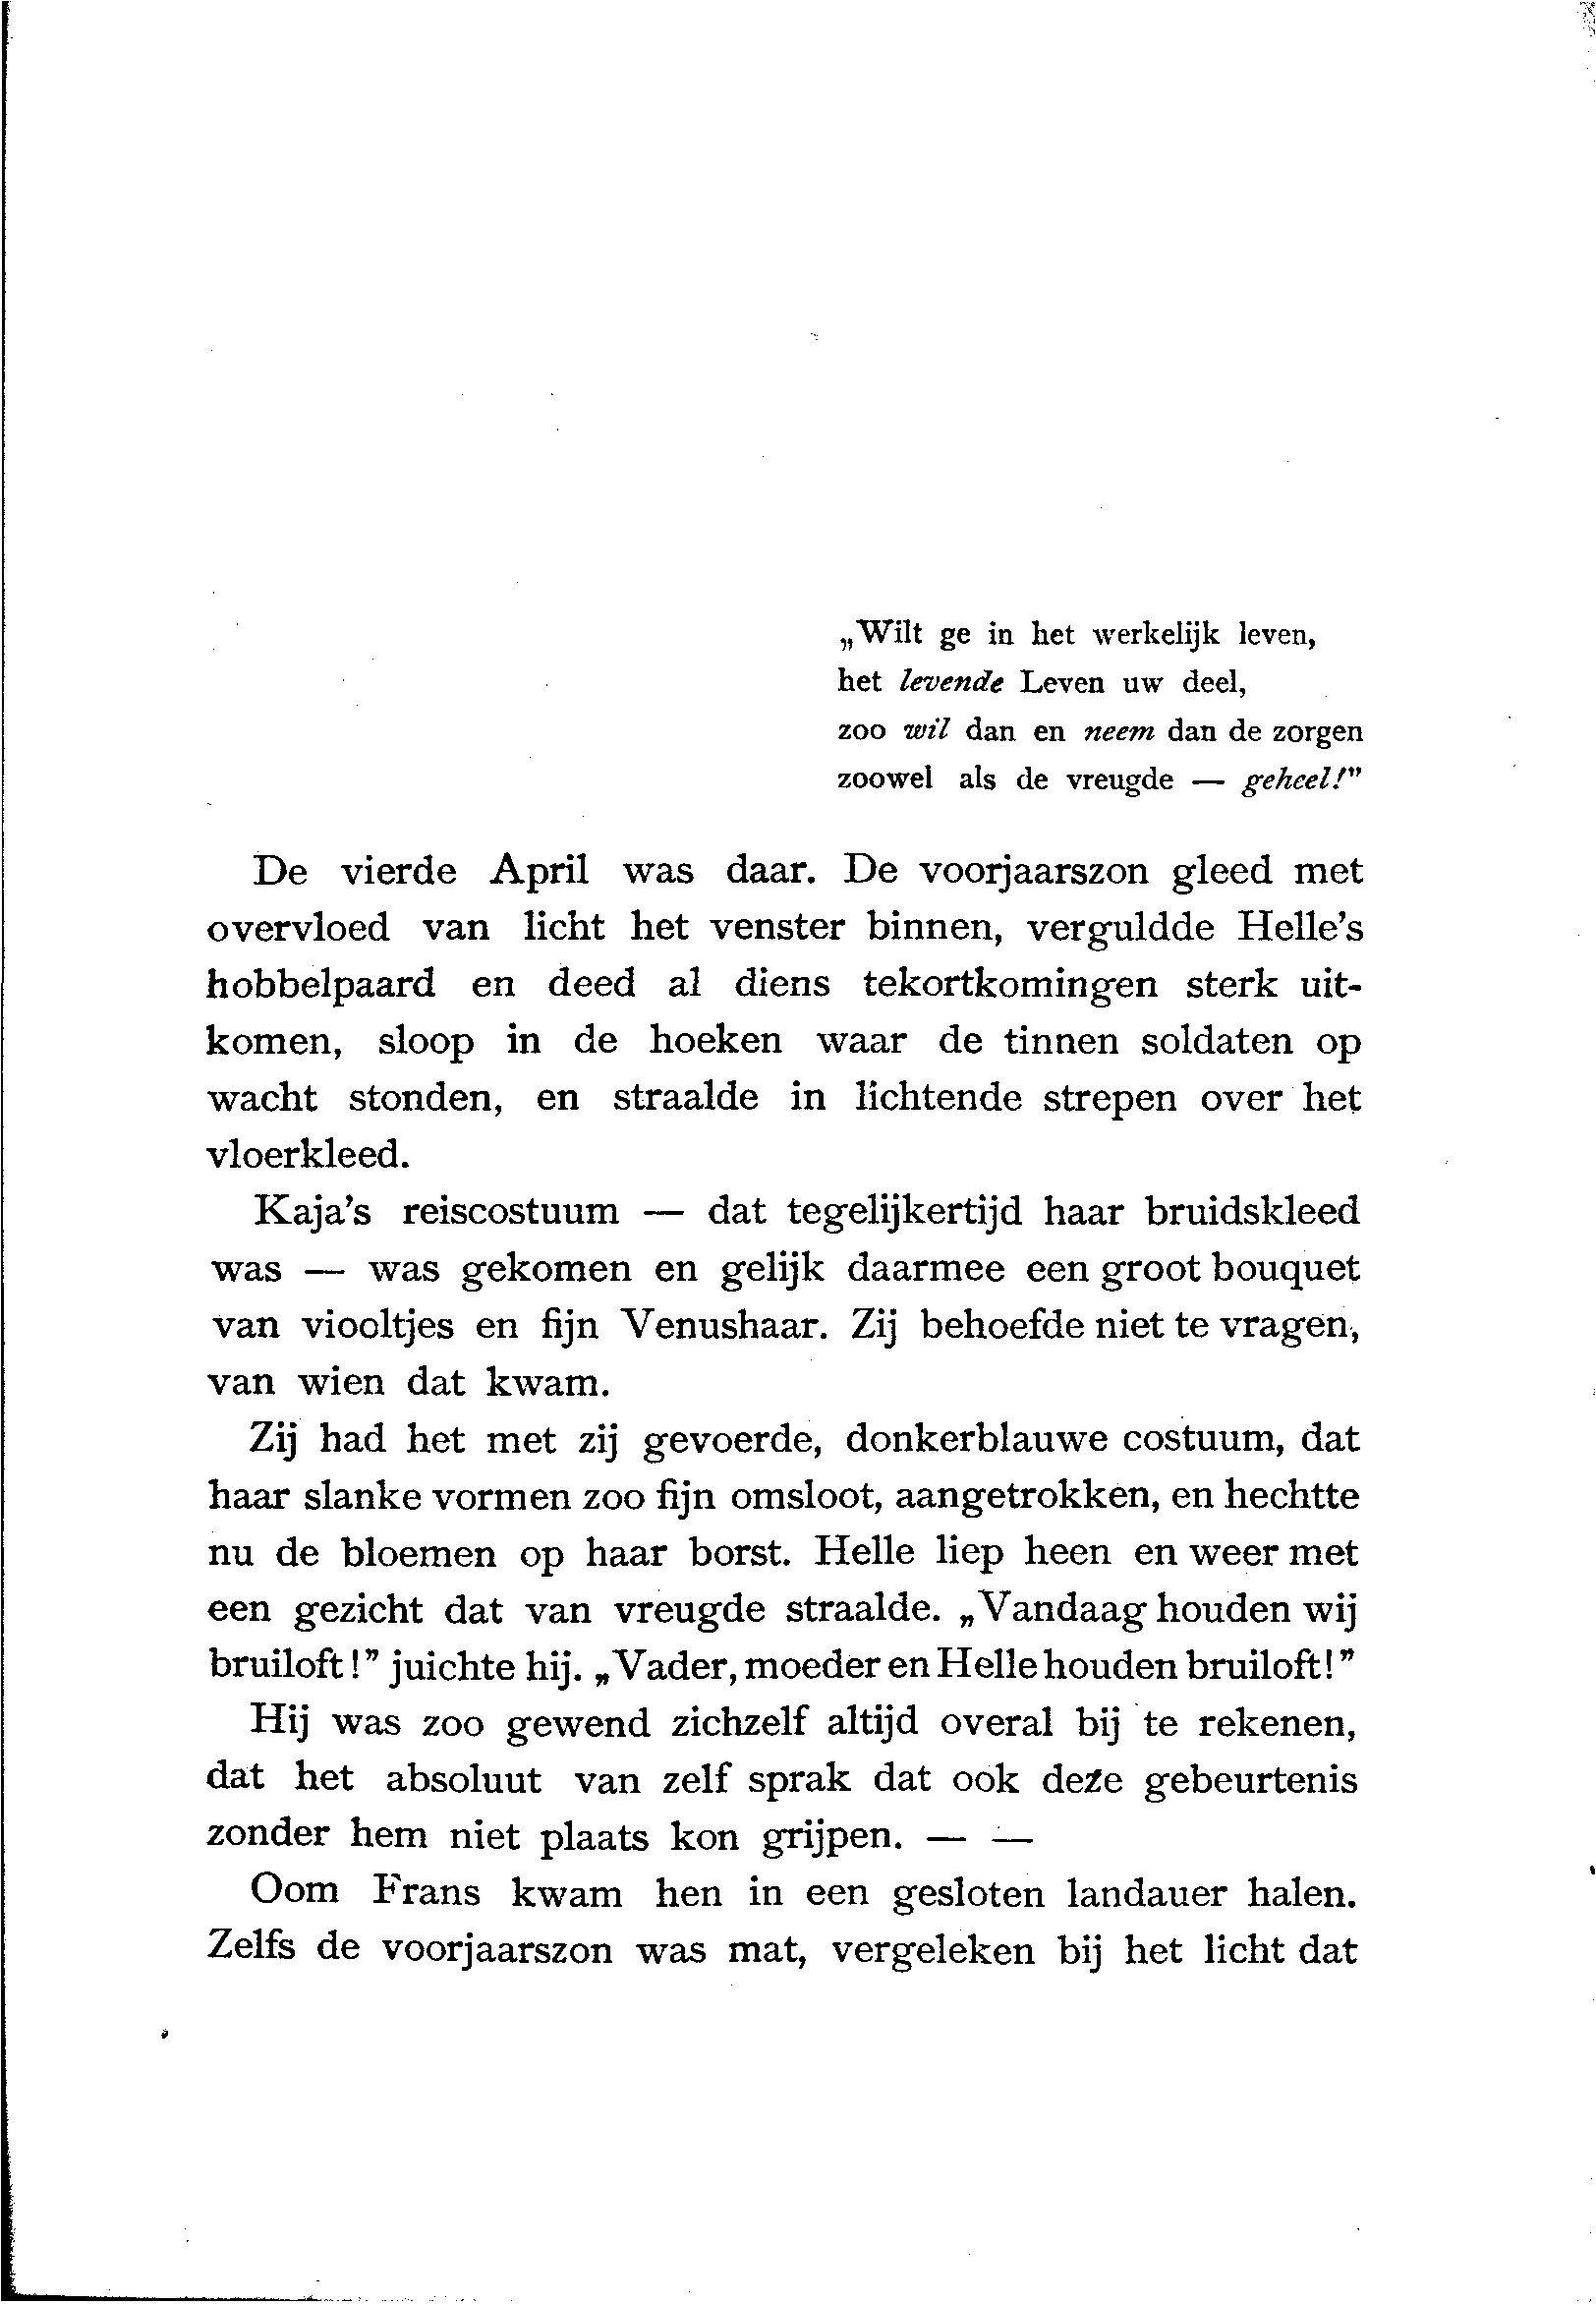 „Wilt ge in het werkelijk leven,
het levende Leven uw deel,
zoo wil dan en neem dan de zorgen
zoowel als de vreugde — geheel!”
De vierde April was daar. De voorjaarszon gleed met
overvloed van licht het venster binnen, verguldde Helle’s
hobbelpaard en deed al diens tekortkomingen sterk uit-
komen, sloop in de hoeken waar de tinnen soldaten op
wacht stonden, en straalde in lichtende strepen over het
vloerkleed.
Kaja’s reiscostuum — dat tegelijkertijd haar bruidskleed
was — was gekomen en gelijk daarmee een groot bouquet
van viooltjes en fijn Venushaar. Zij behoefde niet te vragen,
van wien dat kwam.
Zij had het met zij gevoerde, donkerblauwe costuum, dat
haar slanke vormen zoo fijn omsloot, aangetrokken, en hechtte
nu de bloemen op haar borst. Helle liep heen en weer met
een gezicht dat van vreugde straalde. „Vandaag houden wij
bruiloft!” juichte hij. „Vader, moeder en Helle houden bruiloft!”
Hij was zoo gewend zichzelf altijd overal bij te rekenen,
dat het absoluut van zelf sprak dat ook deze gebeurtenis
zonder hem niet plaats kon grijpen. — —
Oom Frans kwam hen in een gesloten landauer halen.
Zelfs de voorjaarszon was mat, vergeleken bij het licht dat